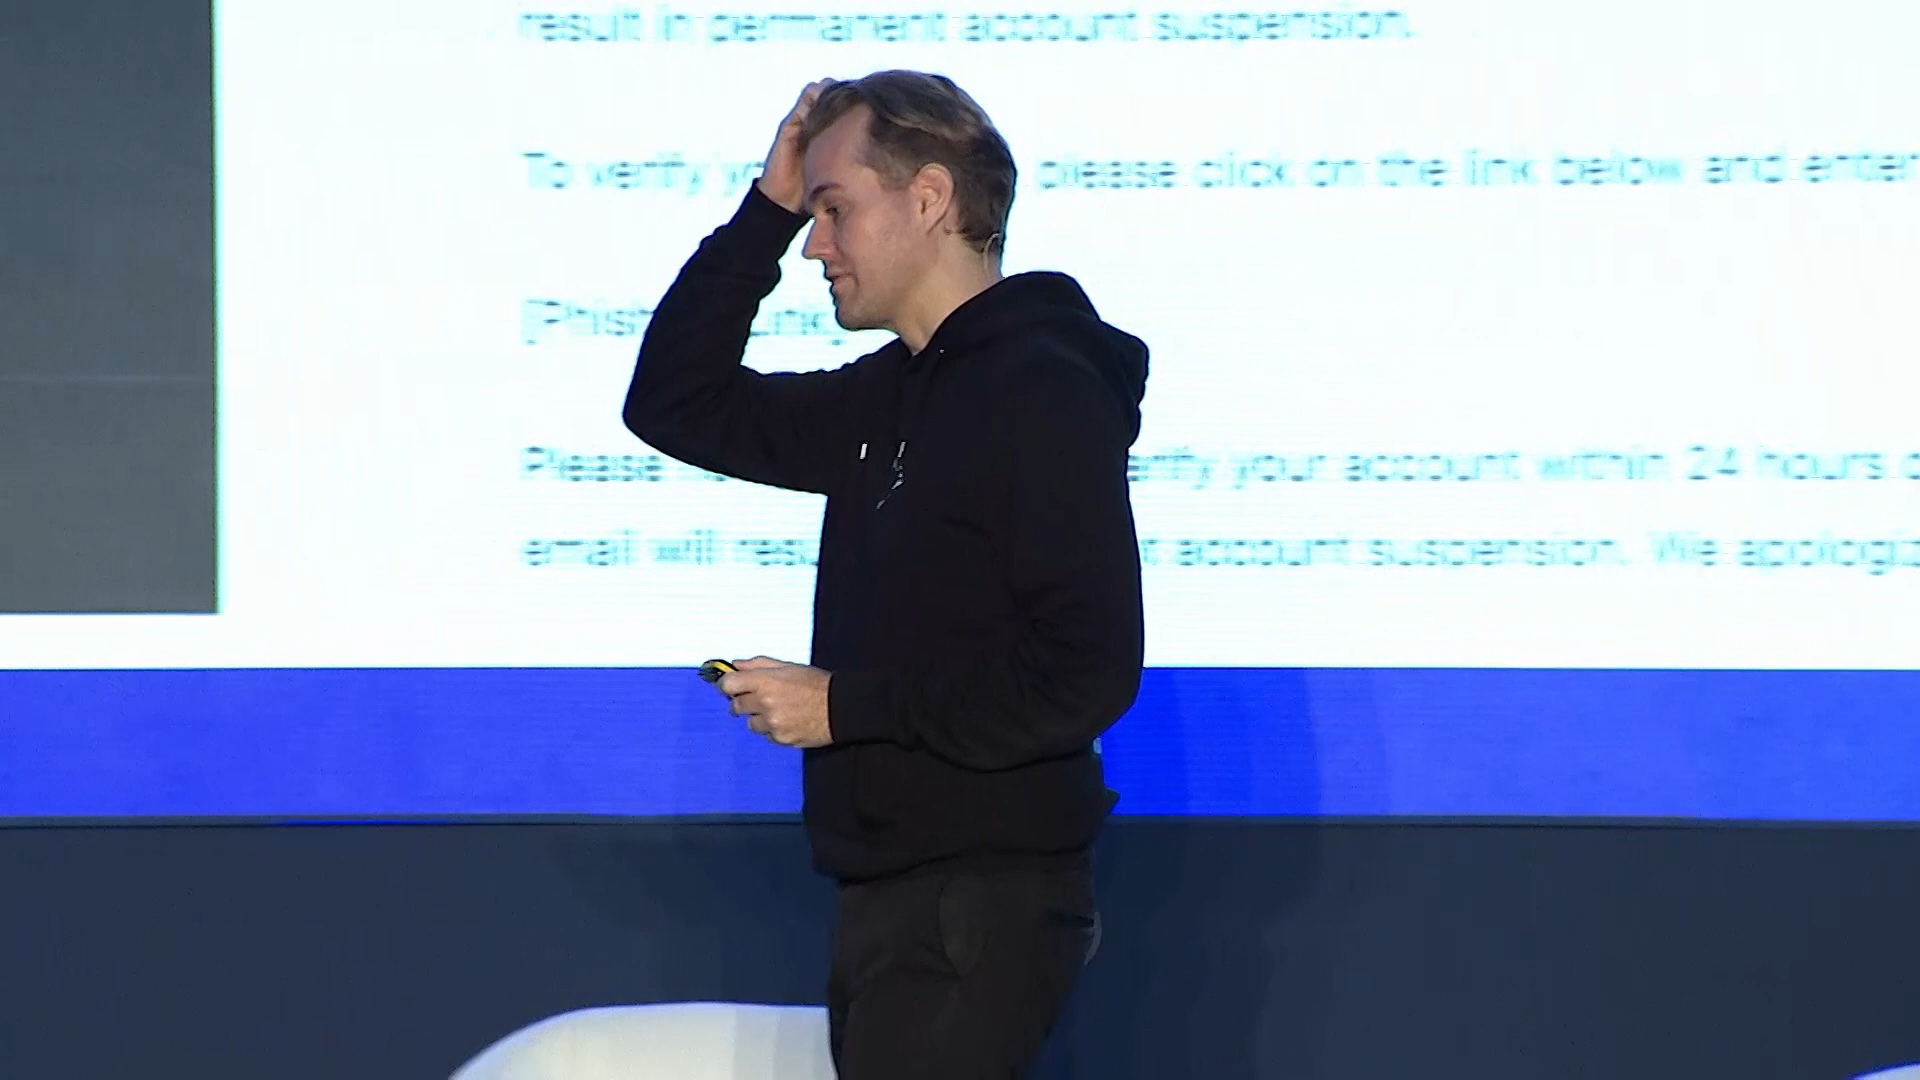 result in permanent account suspension.
To verify yo please click on the link below and enter
[Phish Link]
Please erify your account within 24 hours o
email will resu account suspension. We apologiz